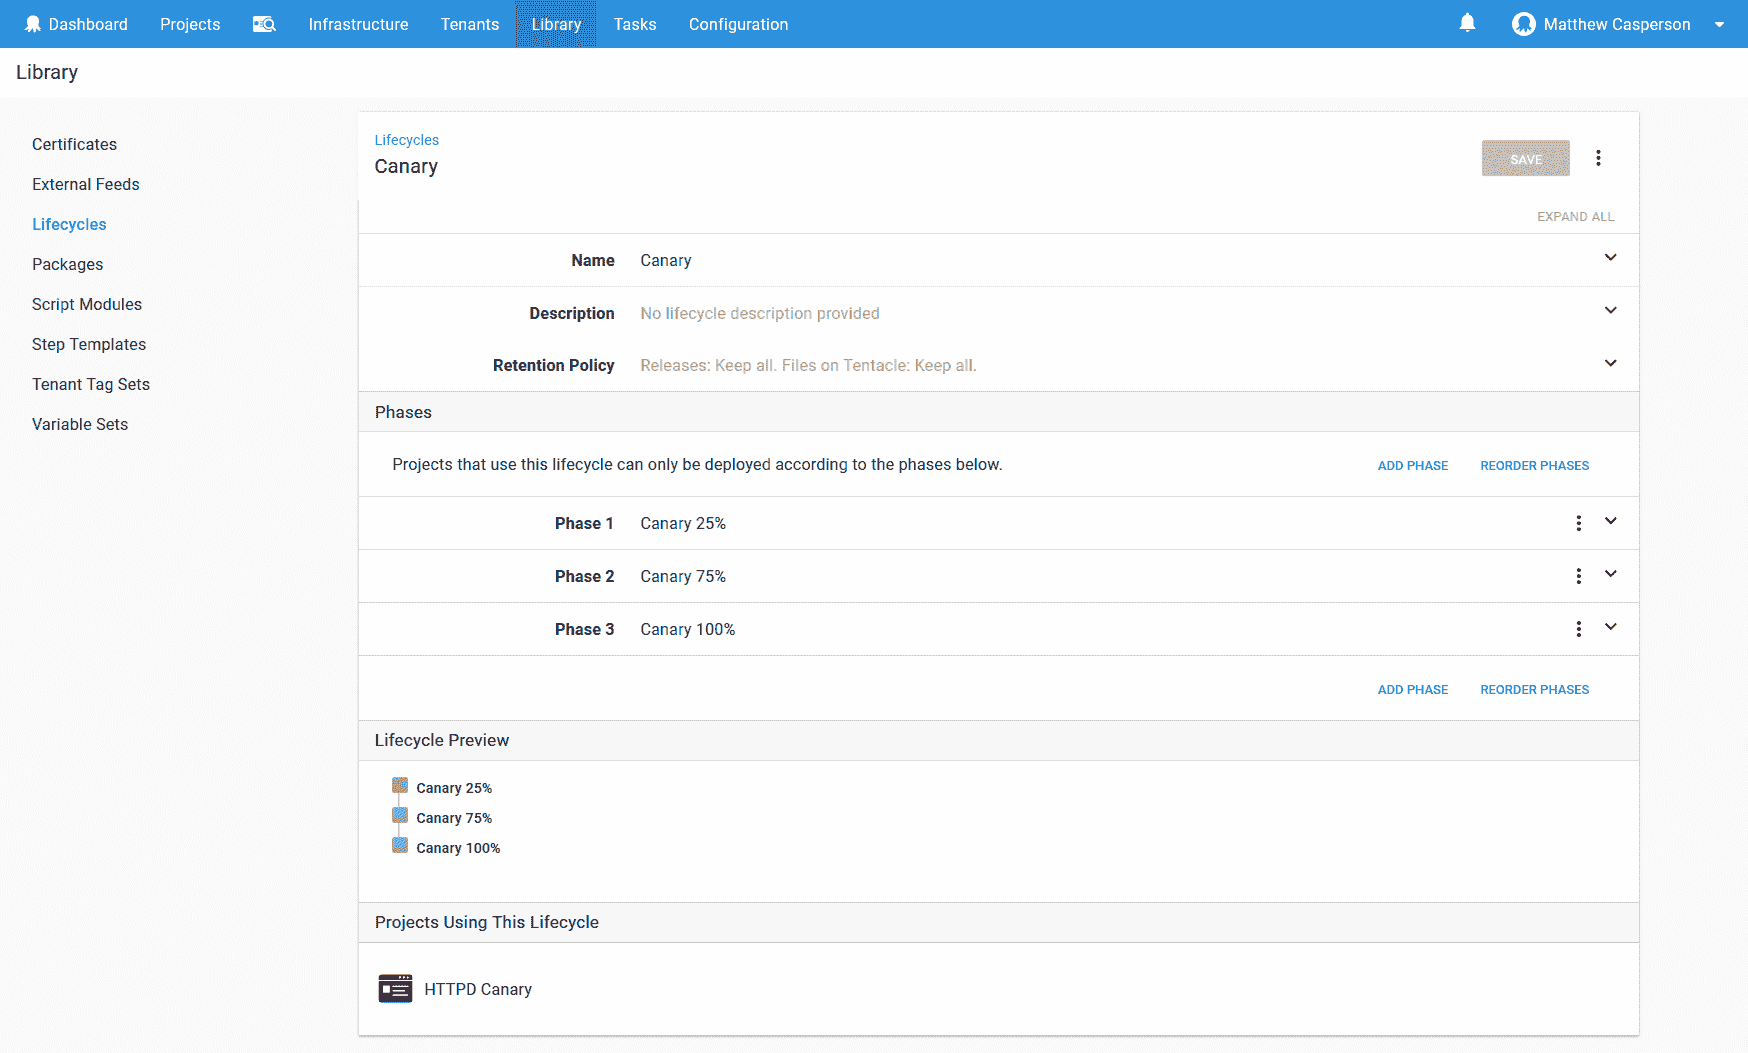 Dashboard Projects Infrastructure Tenants Library Tasks Configuration Matthew Casperson
Library
Certificates
External Feeds
Lifecycles
Packages
Script Modules
Step Templates
Tenant Tag Sets
Variable Sets
Lifecycles
Canary
SAVE
EXPAND ALL
Name Canary
Description No lifecycle description provided
Retention Policy Releases: Keep all. Files on Tentacle: Keep all.
Phases
Projects that use this lifecycle can only be deployed according to the phases below. ADD PHASE REORDER PHASES
Phase 1 Canary 25%
Phase 2 Canary 75%
Phase 3 Canary 100%
ADD PHASE REORDER PHASES
Lifecycle Preview
Canary 25%
Canary 75%
Canary 100%
Projects Using This Lifecycle
HTTPD Canary